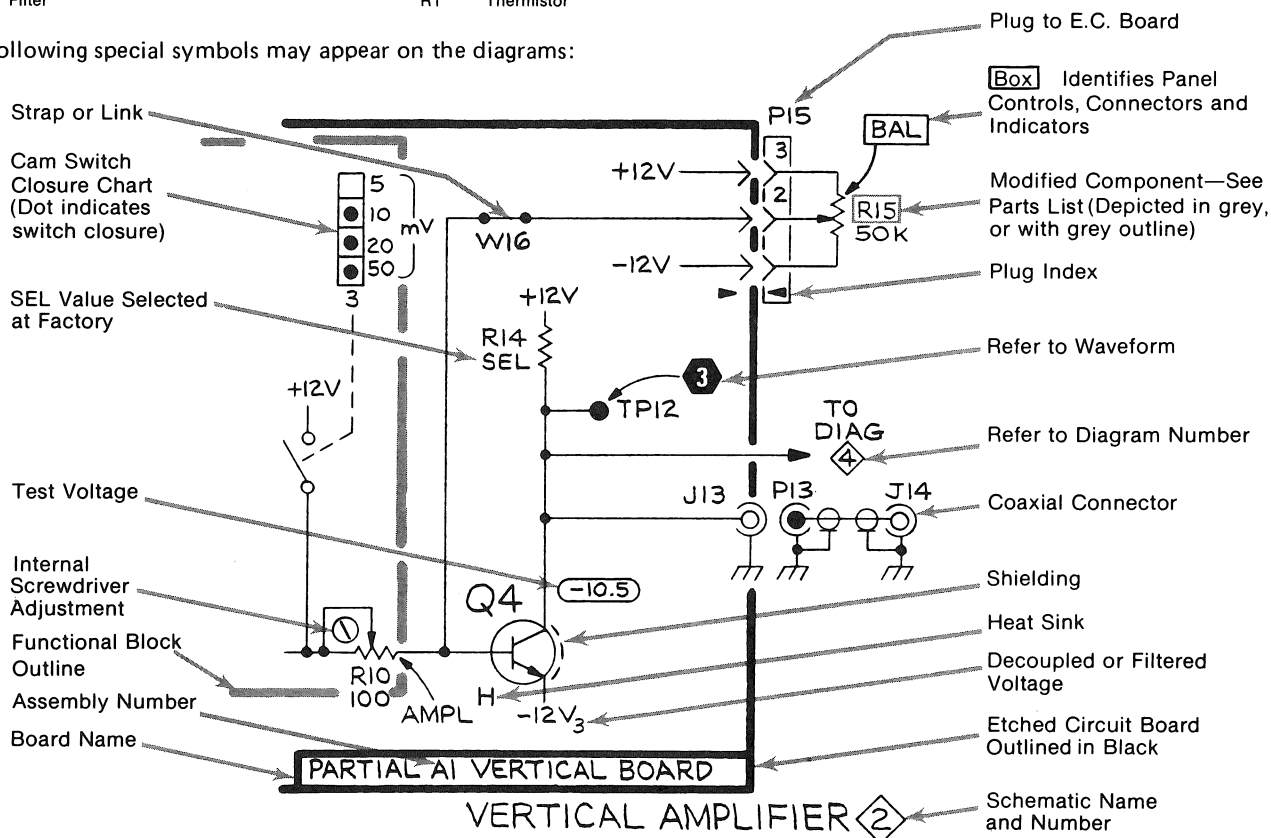 Filter
RT Thermistor
ollowing special symbols may appear on the diagrams:
Plug to E.C. Board
Box Identifies Panel
Controls, Connectors and
Indicators
Strap or Link
P15
BAL
Cam Switch
Closure Chart
(Dot indicates
switch closure)
5
10
20
50
mV
3
+12V
3
2
W16
-12V
R15
50K
Modified Component—See
Parts List (Depicted in grey,
or with grey outline)
Plug Index
SEL Value Selected
at Factory
+12V
R14
SEL
3
TP12
Refer to Waveform
+12V
TO
DIAG
4
Refer to Diagram Number
Test Voltage
J13
P13
J14
Coaxial Connector
-10.5
Internal
Screwdriver
Adjustment
Q4
Shielding
Functional Block
Outline
R10
100
AMPL
H
Heat Sink
-12V3
Decoupled or Filtered
Voltage
Assembly Number
Board Name
Etched Circuit Board
Outlined in Black
PARTIAL A1 VERTICAL BOARD
VERTICAL AMPLIFIER 2
Schematic Name
and Number